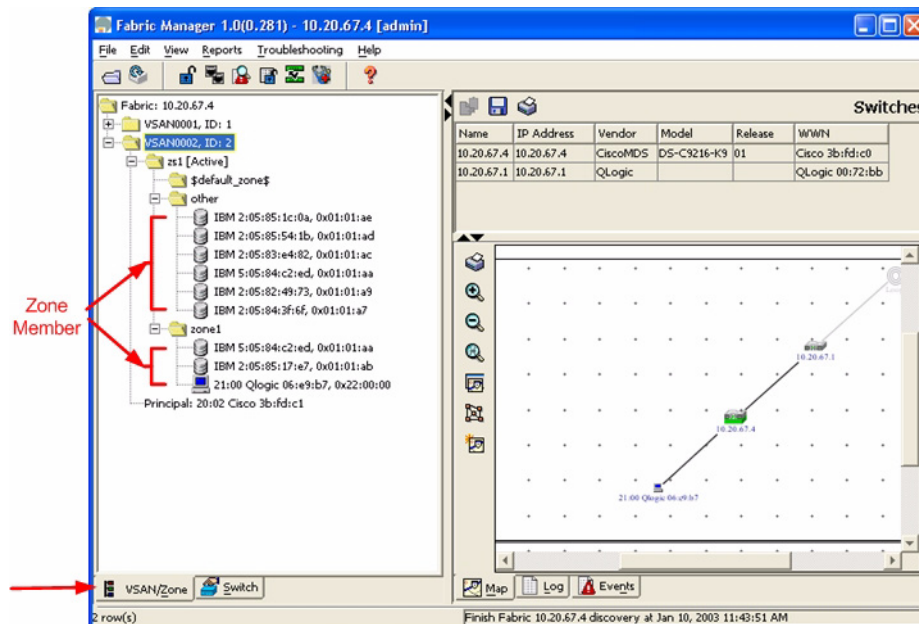 Fabric Manager 1.0(0.281) - 10.20.67.4 [admin]
File Edit View Reports Troubleshooting Help
Fabric: 10.20.67.4
VSAN0001, ID: 1
VSAN0002, ID: 2
zs1 [Active]
$default_zone$
other
IBM 2:05:85:1c:0a, 0x01:01:ae
IBM 2:05:85:54:1b, 0x01:01:ad
IBM 2:05:83:e4:82, 0x01:01:ac
IBM 5:05:84:c2:ed, 0x01:01:aa
IBM 2:05:82:49:73, 0x01:01:a9
IBM 2:05:84:3f:6f, 0x01:01:a7
zone1
IBM 5:05:84:c2:ed, 0x01:01:aa
IBM 2:05:85:17:e7, 0x01:01:ab
21:00 Qlogic 06:e9:b7, 0x22:00:00
Principal: 20:02 Cisco 3b:fd:c1
Zone
Member
VSAN/Zone Switch
2 row(s)
Switches
Name IP Address Vendor Model Release WWN
10.20.67.4 10.20.67.4 CiscoMDS DS-C9216-K9 01 Cisco 3b:fd:c0
10.20.67.1 10.20.67.1 QLogic QLogic 00:72:bb
10.20.67.1
10.20.67.4
21:00 Qlogic 06:e9:b7
Map Log Events
Finish Fabric 10.20.67.4 discovery at Jan 10, 2003 11:43:51 AM